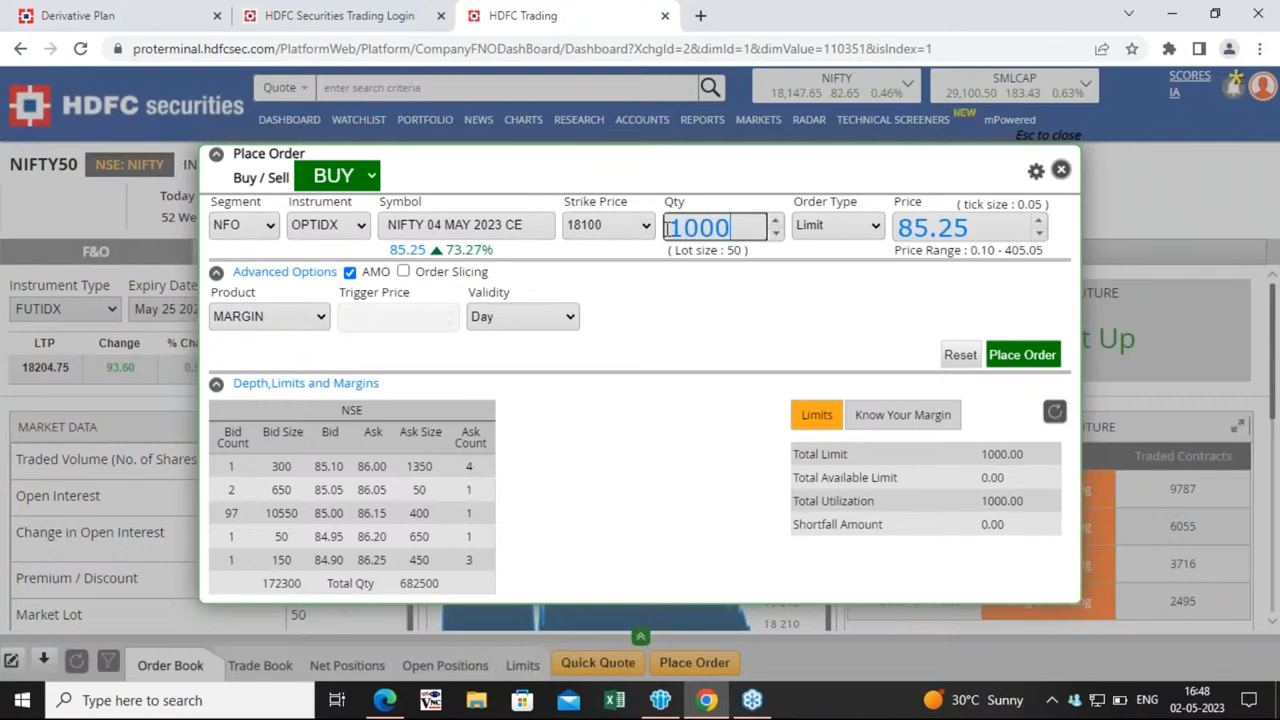 Derivative Plan
HDFC Securities Trading Login
HDFC Trading
proterminal.hdfcsec.com/PlatformWeb/Platform/CompanyFNODashBoard/Dashboard?XchgId=2&dimId=1&dimValue=110351&isIndex=1
HDFC securities
Quote
enter search criteria
NIFTY
18,147.65 82.65 0.46%
SMLCAP
29,100.50 183.43 0.63%
SCORES
IA
DASHBOARD WATCHLIST PORTFOLIO NEWS CHARTS RESEARCH ACCOUNTS REPORTS MARKETS RADAR TECHNICAL SCREENERS NEW mPowered
Esc to close
NIFTY50 NSE: NIFTY IN
Today
52 We
F&O
Instrument Type Expiry Date
FUTIDX May 25 202
LTP Change % Cha
18204.75 93.60 0.5
MARKET DATA
Traded Volume (No. of Shares
Open Interest
Change in Open Interest
Premium / Discount
Market Lot 50
Place Order
Buy / Sell BUY
Segment Instrument Symbol Strike Price Qty Order Type Price ( tick size : 0.05 )
NFO OPTIDX NIFTY 04 MAY 2023 CE 18100 1000 Limit 85.25
85.25 73.27% ( Lot size : 50 ) Price Range : 0.10 - 405.05
Advanced Options AMO Order Slicing
Product Trigger Price Validity
MARGIN Day
Reset Place Order
Depth,Limits and Margins
NSE
Bid Count Bid Size Bid Ask Ask Size Ask Count
1 300 85.10 86.00 1350 4
2 650 85.05 86.05 50 1
97 10550 85.00 86.15 400 1
1 50 84.95 86.20 650 1
1 150 84.90 86.25 450 3
172300 Total Qty 682500
Limits Know Your Margin
Total Limit 1000.00
Total Available Limit 0.00
Total Utilization 1000.00
Shortfall Amount 0.00
UTURE
t Up
UTURE
Traded Contracts
9787
6055
3716
2495
18 210
Order Book Trade Book Net Positions Open Positions Limits Quick Quote Place Order
Type here to search
30°C Sunny
ENG
16:48
02-05-2023